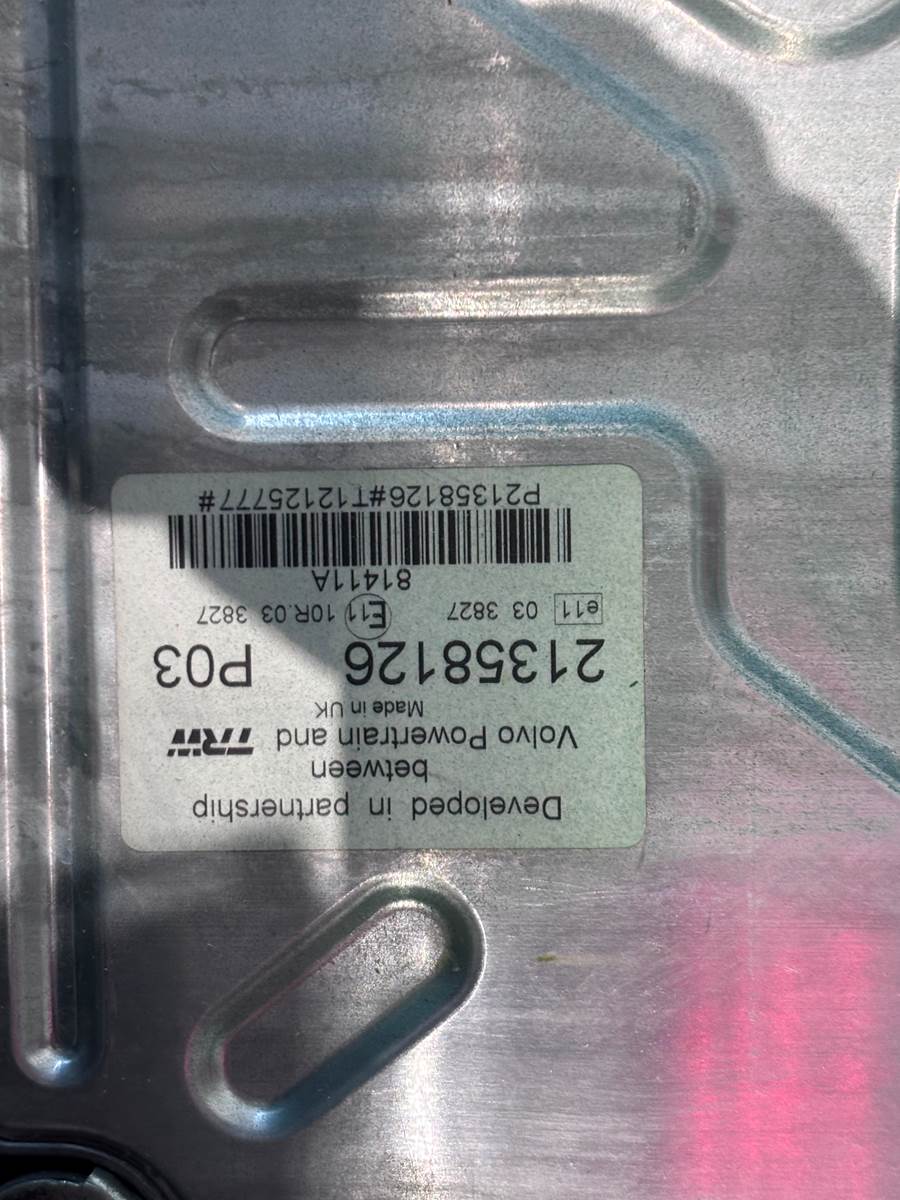 Developed in partnership
between
Volvo Powertrain and TRW
Made in UK
21358126 P03
e11 03 3827 E11 10R.03 3827
81411A
P21358126#T12125777#